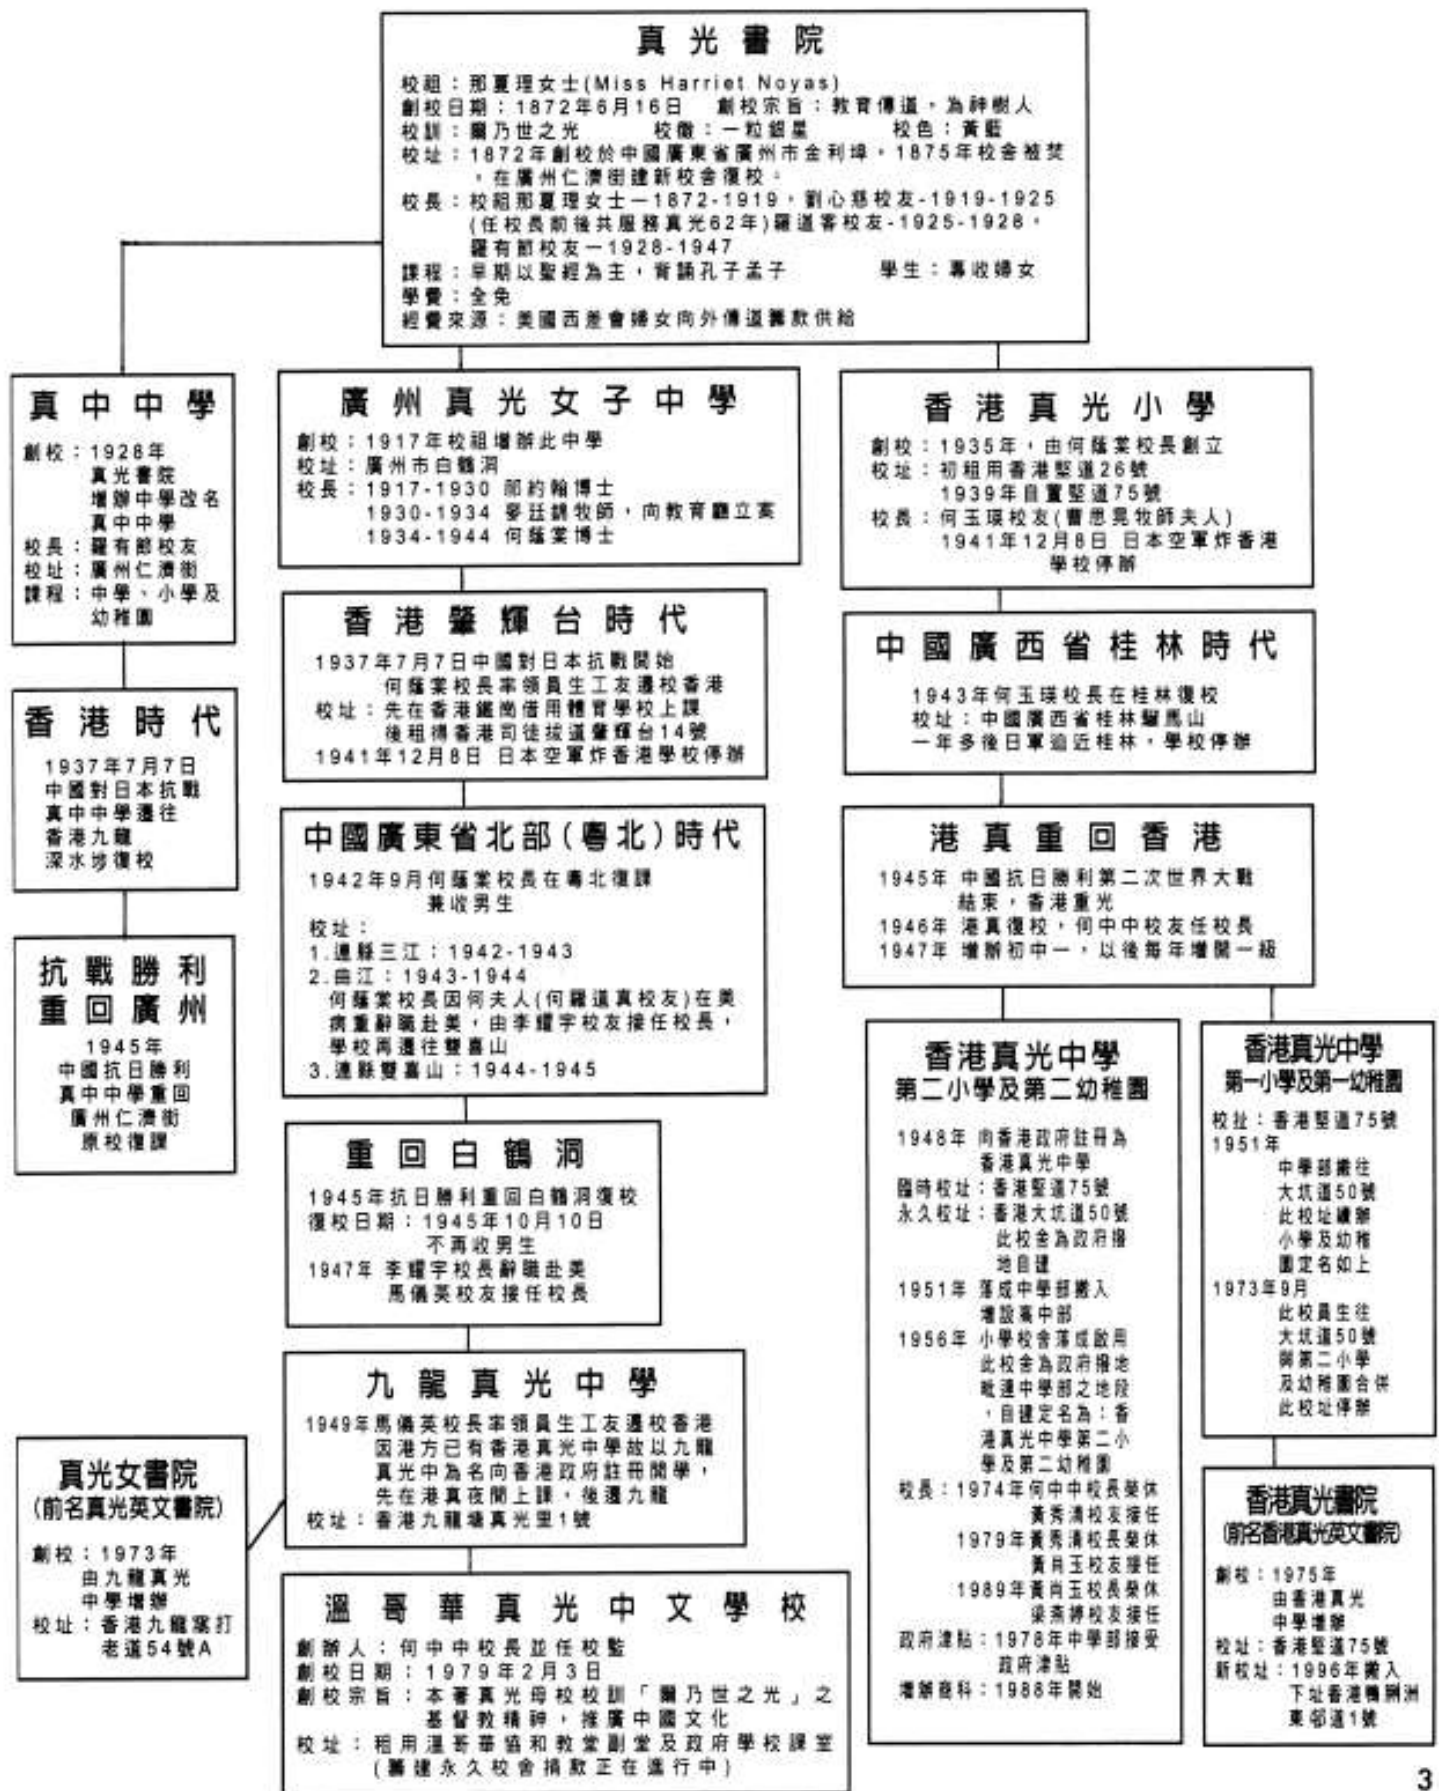 真光書院
校祖：那夏理女士(Miss Harriet Noyas)
創校日期：1872年6月16日　創校宗旨：教育傳道，為神樹人
校訓：爾乃世之光　校徽：一粒銀星　校色：黃藍
校址：1872年創校於中國廣東省廣州市金利埠，1875年校舍被焚
，在廣州仁濟街建新校舍復校。
校長：校祖那夏理女士－1872-1919，劉心慈校友-1919-1925
(任校長前後共服務真光62年)羅道客校友-1925-1928，
羅有節校友－1928-1947
課程：早期以聖經為主，背誦孔子孟子　學生：專收婦女
學費：全免
經費來源：美國西差會婦女向外傳道籌款供給
真中中學
創校：1928年
真光書院
增辦中學改名
真中中學
校長：羅有節校友
校址：廣州仁濟街
課程：中學、小學及
幼稚園
香港時代
1937年7月7日
中國對日本抗戰
真中中學遷往
香港九龍
深水埗復校
抗戰勝利
重回廣州
1945年
中國抗日勝利
真中中學重回
廣州仁濟街
原校復課
廣州真光女子中學
創校：1917年校祖增辦此中學
校址：廣州市白鶴洞
校長：1917-1930 祁約翰博士
1930-1934 麥廷錦牧師，向教育廳立案
1934-1944 何蔭棠博士
香港肇輝台時代
1937年7月7日中國對日本抗戰開始
何蔭棠校長率領員生工友遷校香港
校址：先在香港鐵崗借用體育學校上課
後租得香港司徒拔道肇輝台14號
1941年12月8日 日本空軍炸香港學校停辦
中國廣東省北部(粵北)時代
1942年9月何蔭棠校長在粵北復課
兼收男生
校址：
1.連縣三江：1942-1943
2.曲江：1943-1944
何蔭棠校長因何夫人(何羅道真校友)在美
病重辭職赴美，由李耀宇校友接任校長，
學校再遷往雙喜山
3.連縣雙喜山：1944-1945
重回白鶴洞
1945年抗日勝利重回白鶴洞復校
復校日期：1945年10月10日
不再收男生
1947年 李耀宇校長辭職赴美
馬儀英校友接任校長
九龍真光中學
1949年馬儀英校長率領員生工友遷校香港
因港方已有香港真光中學故以九龍
真光中為名向香港政府註冊開學，
先在港真夜間上課，後遷九龍
校址：香港九龍塘真光里1號
真光女書院
(前名真光英文書院)
創校：1973年
由九龍真光
中學增辦
校址：香港九龍窩打
老道54號A
溫哥華真光中文學校
創辦人：何中中校長並任校監
創校日期：1979年2月3日
創校宗旨：本著真光母校校訓「爾乃世之光」之
基督教精神，推廣中國文化
校址：租用溫哥華協和教堂副堂及政府學校課室
(籌建永久校舍捐款正在進行中)
香港真光小學
創校：1935年，由何蔭棠校長創立
校址：初租用香港堅道26號
1939年自置堅道75號
校長：何玉瑛校友(曹思晃牧師夫人)
1941年12月8日 日本空軍炸香港
學校停辦
中國廣西省桂林時代
1943年何玉瑛校長在桂林復校
校址：中國廣西省桂林騮馬山
一年多後日軍迫近桂林，學校停辦
港真重回香港
1945年 中國抗日勝利第二次世界大戰
結束，香港重光
1946年 港真復校，何中中校友任校長
1947年 增辦初中一，以後每年增開一級
香港真光中學
第二小學及第二幼稚園
1948年 向香港政府註冊為
香港真光中學
臨時校址：香港堅道75號
永久校址：香港大坑道50號
此校舍為政府撥
地自建
1951年 落成中學部搬入
增設高中部
1956年 小學校舍落成啟用
此校舍為政府撥地
毗連中學部之地段
，自建定名為：香
港真光中學第二小
學及第二幼稚園
校長：1974年何中中校長榮休
黃秀清校友接任
1979年黃秀清校長榮休
黃肖玉校友接任
1989年黃肖玉校長榮休
梁燕婷校友接任
政府津貼：1978年中學部接受
政府津貼
增辦商科：1988年開始
香港真光中學
第一小學及第一幼稚園
校扯：香港堅道75號
1951年
中學部搬往
大坑道50號
此校址續辦
小學及幼稚
園定名如上
1973年9月
此校員生往
大坑道50號
與第二小學
及幼稚園合併
此校址停辦
香港真光書院
(前名香港真光英文書院)
創校：1975年
由香港真光
中學增辦
校址：香港堅道75號
新校址：1996年搬入
下址香港鴨脷洲
東邨道1號
3